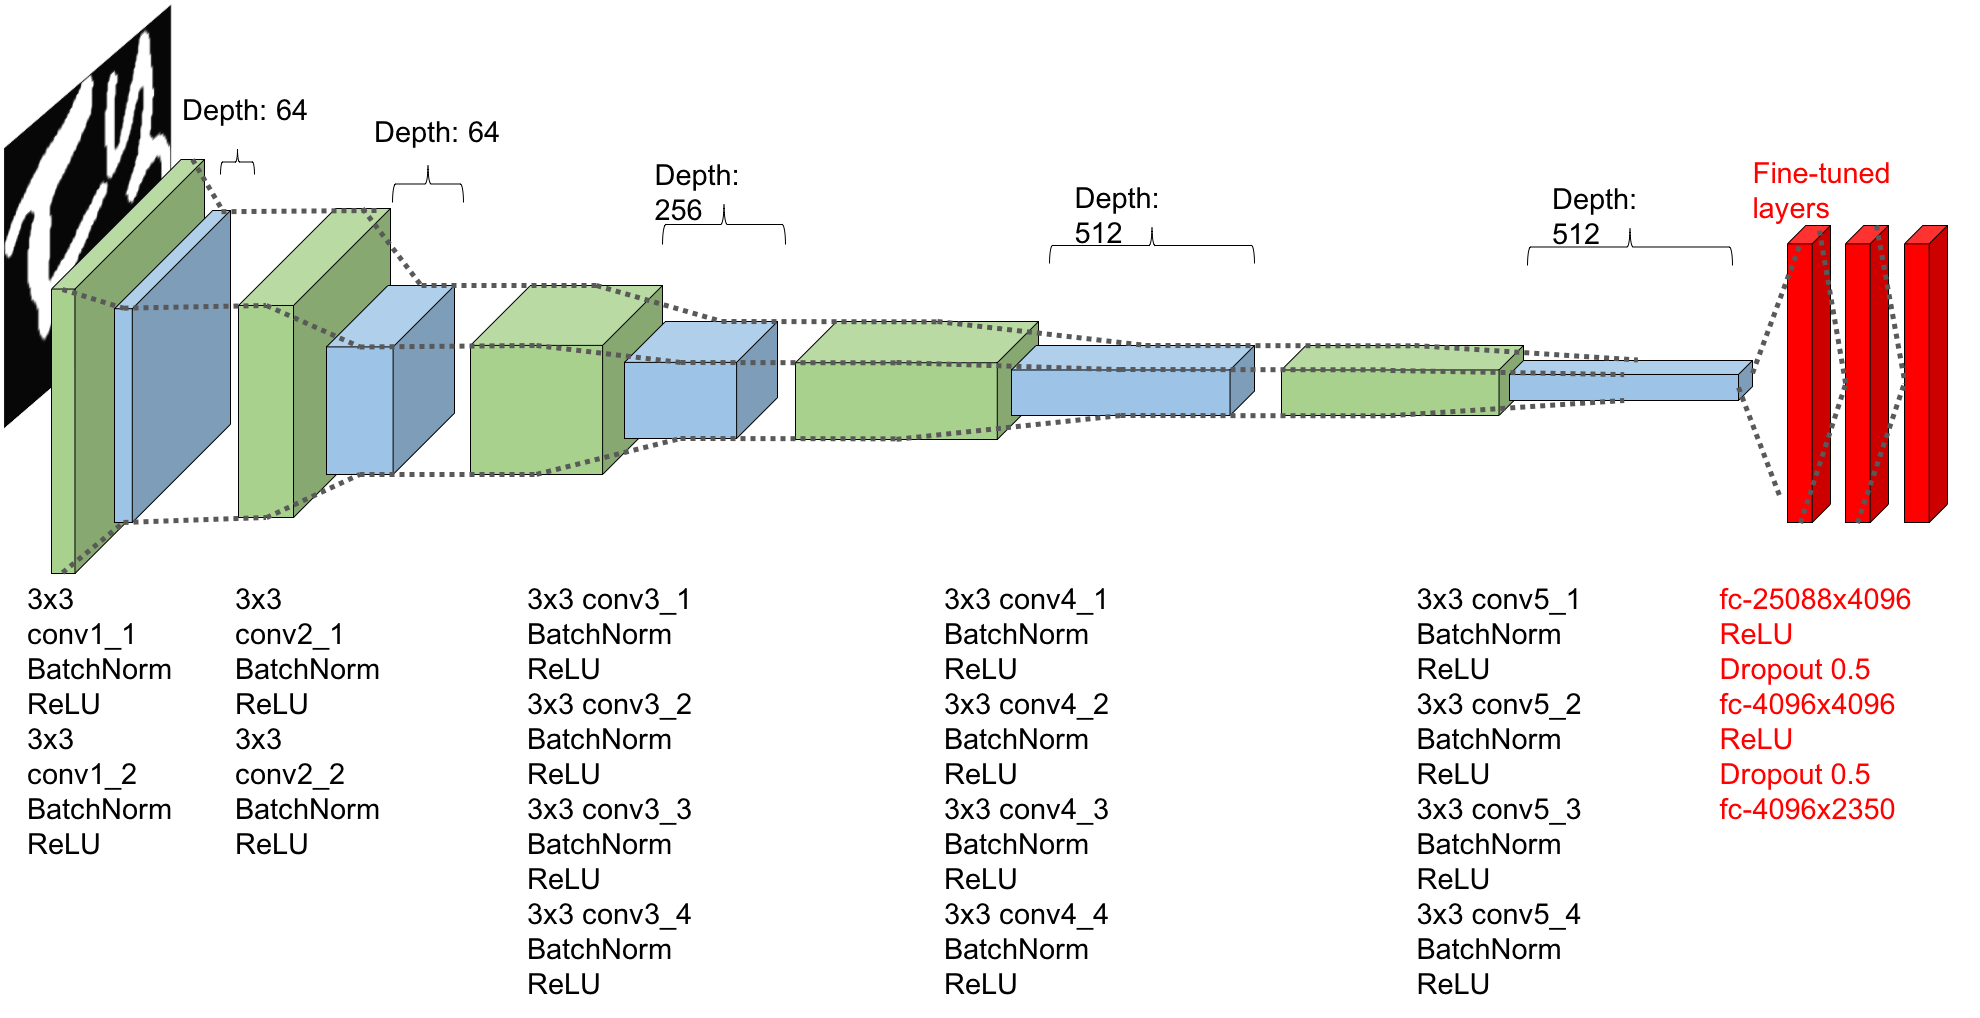 Depth: 64
Depth: 64
Depth:
256
Depth:
512
Depth:
512
Fine-tuned
layers
3x3
conv1_1
BatchNorm
ReLU
3x3
conv1_2
BatchNorm
ReLU
3x3
conv2_1
BatchNorm
ReLU
3x3
conv2_2
BatchNorm
ReLU
3x3 conv3_1
BatchNorm
ReLU
3x3 conv3_2
BatchNorm
ReLU
3x3 conv3_3
BatchNorm
ReLU
3x3 conv3_4
BatchNorm
ReLU
3x3 conv4_1
BatchNorm
ReLU
3x3 conv4_2
BatchNorm
ReLU
3x3 conv4_3
BatchNorm
ReLU
3x3 conv4_4
BatchNorm
ReLU
3x3 conv5_1
BatchNorm
ReLU
3x3 conv5_2
BatchNorm
ReLU
3x3 conv5_3
BatchNorm
ReLU
3x3 conv5_4
BatchNorm
ReLU
fc-25088x4096
ReLU
Dropout 0.5
fc-4096x4096
ReLU
Dropout 0.5
fc-4096x2350